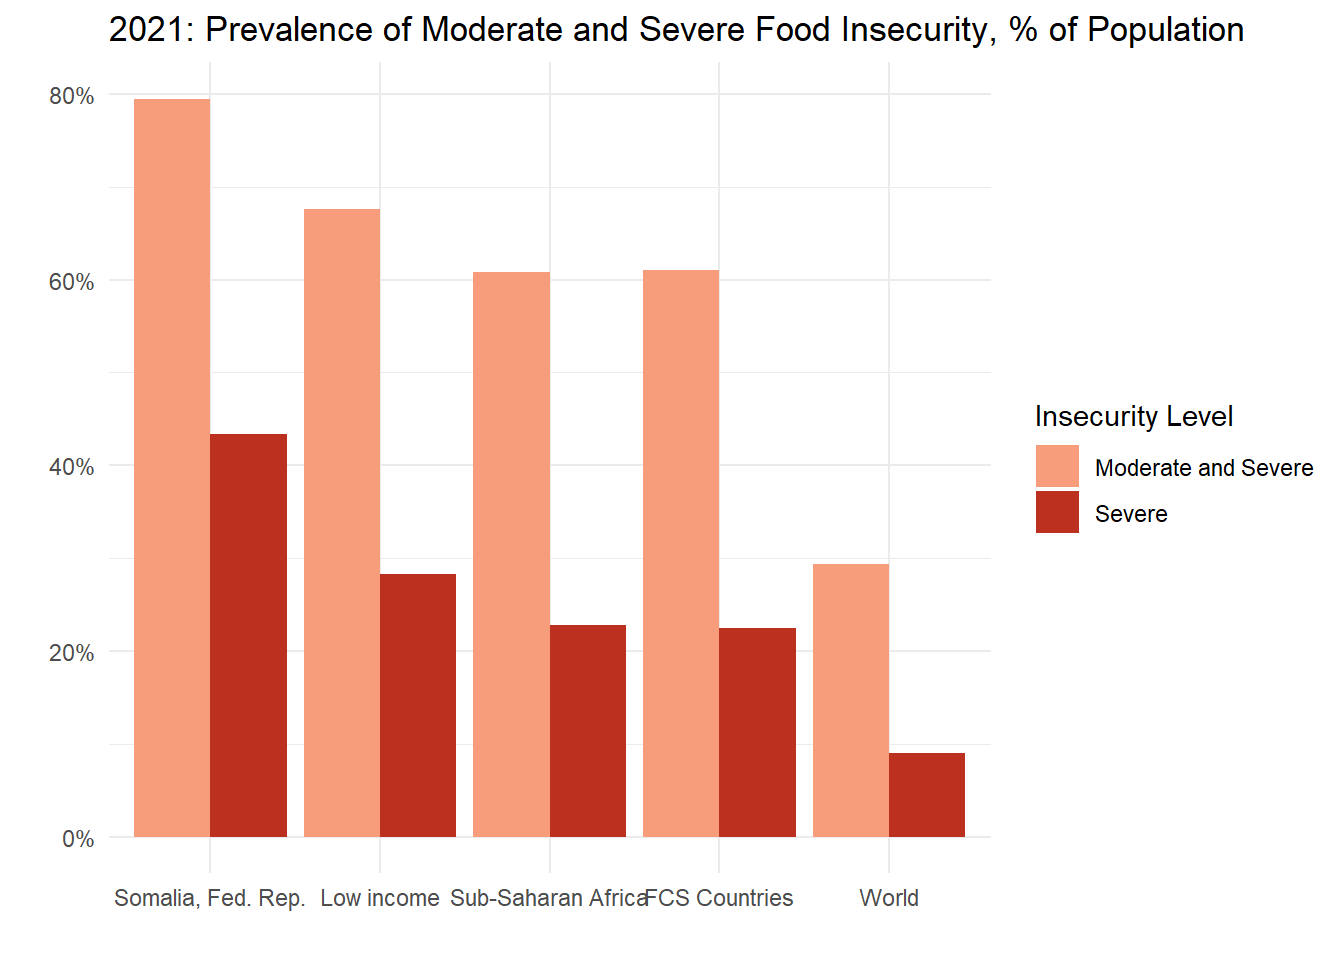 2021: Prevalence of Moderate and Severe Food Insecurity, % of Population
80%
60%
40%
20%
0%
Somalia, Fed. Rep.
Low income
Sub-Saharan Africa
FCS Countries
World
Insecurity Level
Moderate and Severe
Severe